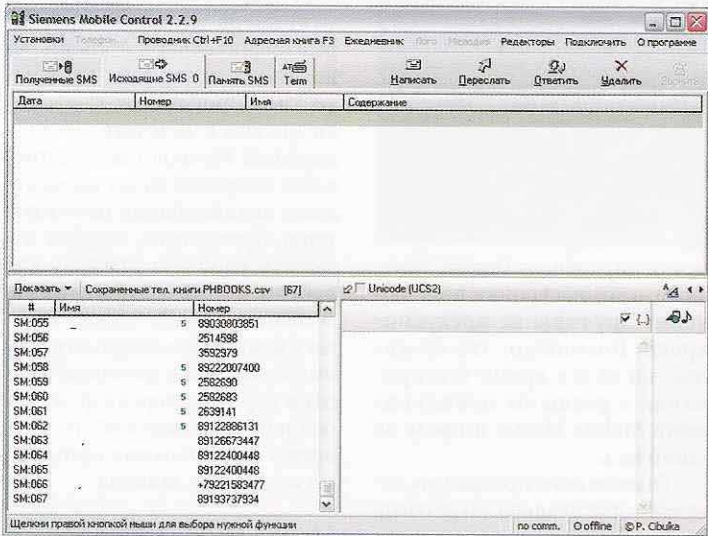 Siemens Mobile Control 2.2.9
Установки Телефон Проводник Ctrl+F10 Адресная книга F3 Ежедневник Редакторы Подключить О программе
Полученные SMS Исходящие SMS 0 Память SMS Term Написать Переслать Ответить Удалить
Дата Номер Имя Содержание
Показать Сохраненные тел. книги PHBOOKS.csv [67] Unicode (UCS2)
# Имя Номер
SM:055 _ 5 89030803851
SM:056 2514598
SM:057 3592979
SM:058 5 89222007400
SM:059 5 2582690
SM:060 5 2582683
SM:061 5 2639141
SM:062 5 89122886131
SM:063 89126673447
SM:064 89122400448
SM:065 89122400448
SM:066 +79221583477
SM:067 89193737934
Щелкни правой кнопкой мыши для выбора нужной функции no comm. O offline © P. Cibulka